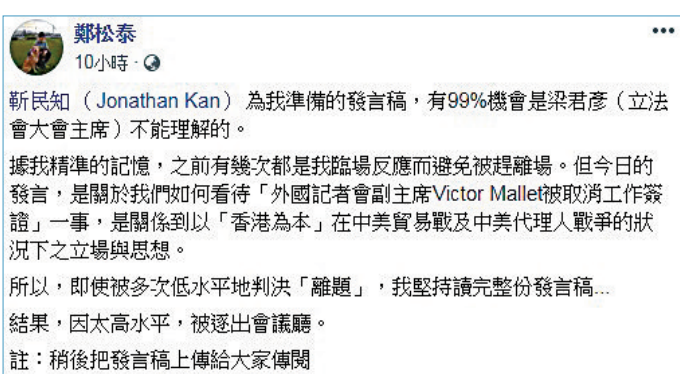 鄭松泰
10小時 ·
靳民知 （Jonathan Kan） 為我準備的發言稿，有99%機會是梁君彥（立法
會大會主席）不能理解的。
據我精準的記憶，之前有幾次都是我臨場反應而避免被趕離場。但今日的
發言，是關於我們如何看待「外國記者會副主席Victor Mallet被取消工作簽
證」一事，是關係到以「香港為本」在中美貿易戰及中美代理人戰爭的狀
況下之立場與思想。
所以，即使被多次低水平地判決「離題」，我堅持讀完整份發言稿...
結果，因太高水平，被逐出會議廳。
註：稍後把發言稿上傳給大家傳閱